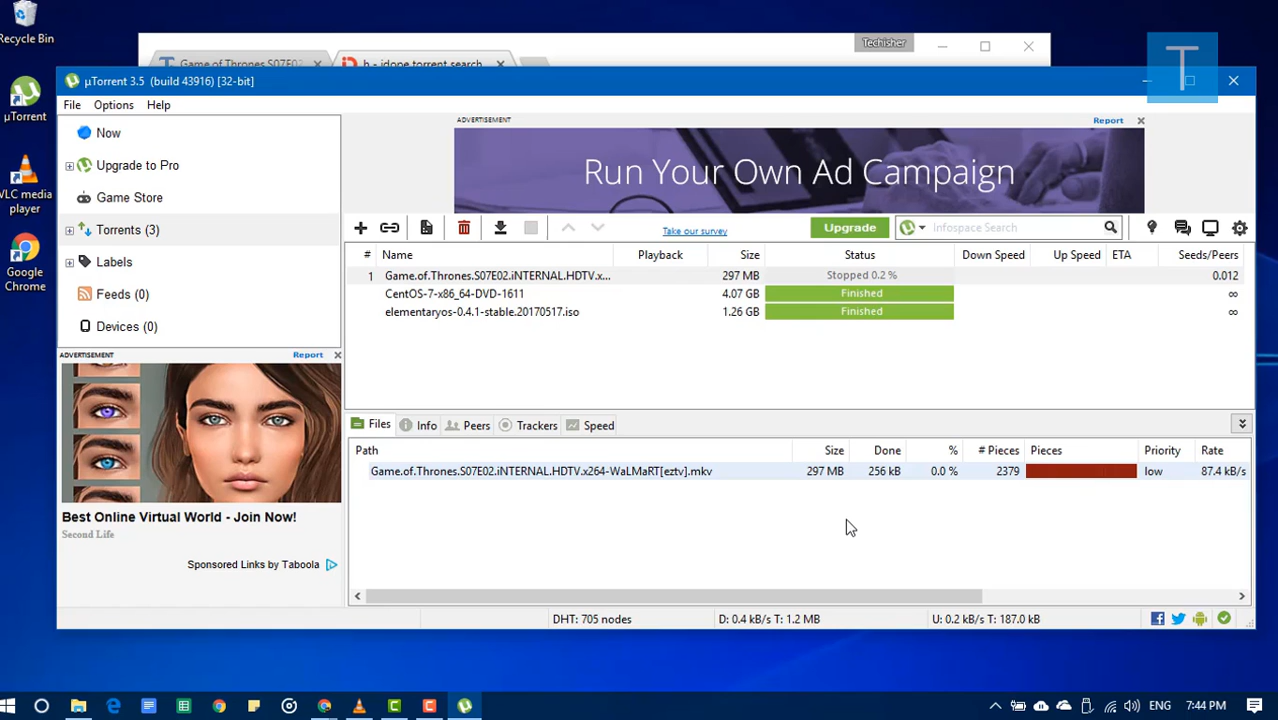 Recycle Bin
µTorrent
VLC media
player
Google
Chrome
Techisher
T
Game of Thrones S07E0
h - idope torrent search
µTorrent 3.5 (build 43916) [32-bit]
File Options Help
Now
Upgrade to Pro
Game Store
Torrents (3)
Labels
Feeds (0)
Devices (0)
ADVERTISEMENT Report
Best Online Virtual World - Join Now!
Second Life
Sponsored Links by Taboola
ADVERTISEMENT Report
Run Your Own Ad Campaign
Take our survey Upgrade Infospace Search
# Name Playback Size Status Down Speed Up Speed ETA Seeds/Peers
1 Game.of.Thrones.S07E02.iNTERNAL.HDTV.x... 297 MB Stopped 0.2 % 0.012
CentOS-7-x86_64-DVD-1611 4.07 GB Finished ∞
elementaryos-0.4.1-stable.20170517.iso 1.26 GB Finished ∞
Files Info Peers Trackers Speed
Path Size Done % # Pieces Pieces Priority Rate
Game.of.Thrones.S07E02.iNTERNAL.HDTV.x264-WaLMaRT[eztv].mkv 297 MB 256 kB 0.0 % 2379 low 87.4 kB/s
DHT: 705 nodes D: 0.4 kB/s T: 1.2 MB U: 0.2 kB/s T: 187.0 kB
ENG 7:44 PM